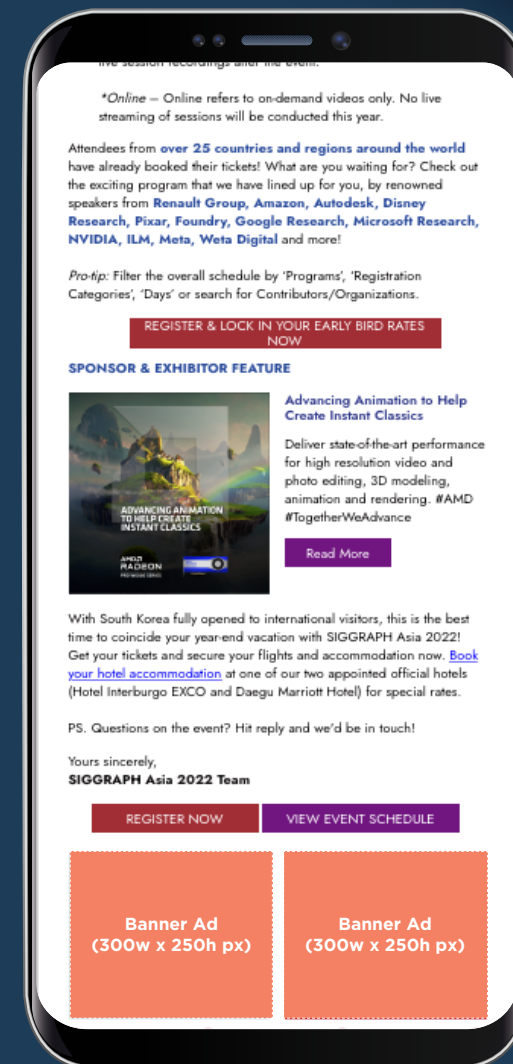 live session recordings after the event.
*Online – Online refers to on-demand videos only. No live
streaming of sessions will be conducted this year.
Attendees from over 25 countries and regions around the world
have already booked their tickets! What are you waiting for? Check out
the exciting program that we have lined up for you, by renowned
speakers from Renault Group, Amazon, Autodesk, Disney
Research, Pixar, Foundry, Google Research, Microsoft Research,
NVIDIA, ILM, Meta, Weta Digital and more!
Pro-tip: Filter the overall schedule by ‘Programs’, ‘Registration
Categories’, ‘Days’ or search for Contributors/Organizations.
REGISTER & LOCK IN YOUR EARLY BIRD RATES
NOW
SPONSOR & EXHIBITOR FEATURE
ADVANCING ANIMATION
TO HELP CREATE
INSTANT CLASSICS
AMD
RADEON
PRO W6000 SERIES
Advancing Animation to Help
Create Instant Classics
Deliver state-of-the-art performance
for high resolution video and
photo editing, 3D modeling,
animation and rendering. #AMD
#TogetherWeAdvance
Read More
With South Korea fully opened to international visitors, this is the best
time to coincide your year-end vacation with SIGGRAPH Asia 2022!
Get your tickets and secure your flights and accommodation now. Book
your hotel accommodation at one of our two appointed official hotels
(Hotel Interburgo EXCO and Daegu Marriott Hotel) for special rates.
PS. Questions on the event? Hit reply and we’d be in touch!
Yours sincerely,
SIGGRAPH Asia 2022 Team
REGISTER NOW
VIEW EVENT SCHEDULE
Banner Ad
(300w x 250h px)
Banner Ad
(300w x 250h px)